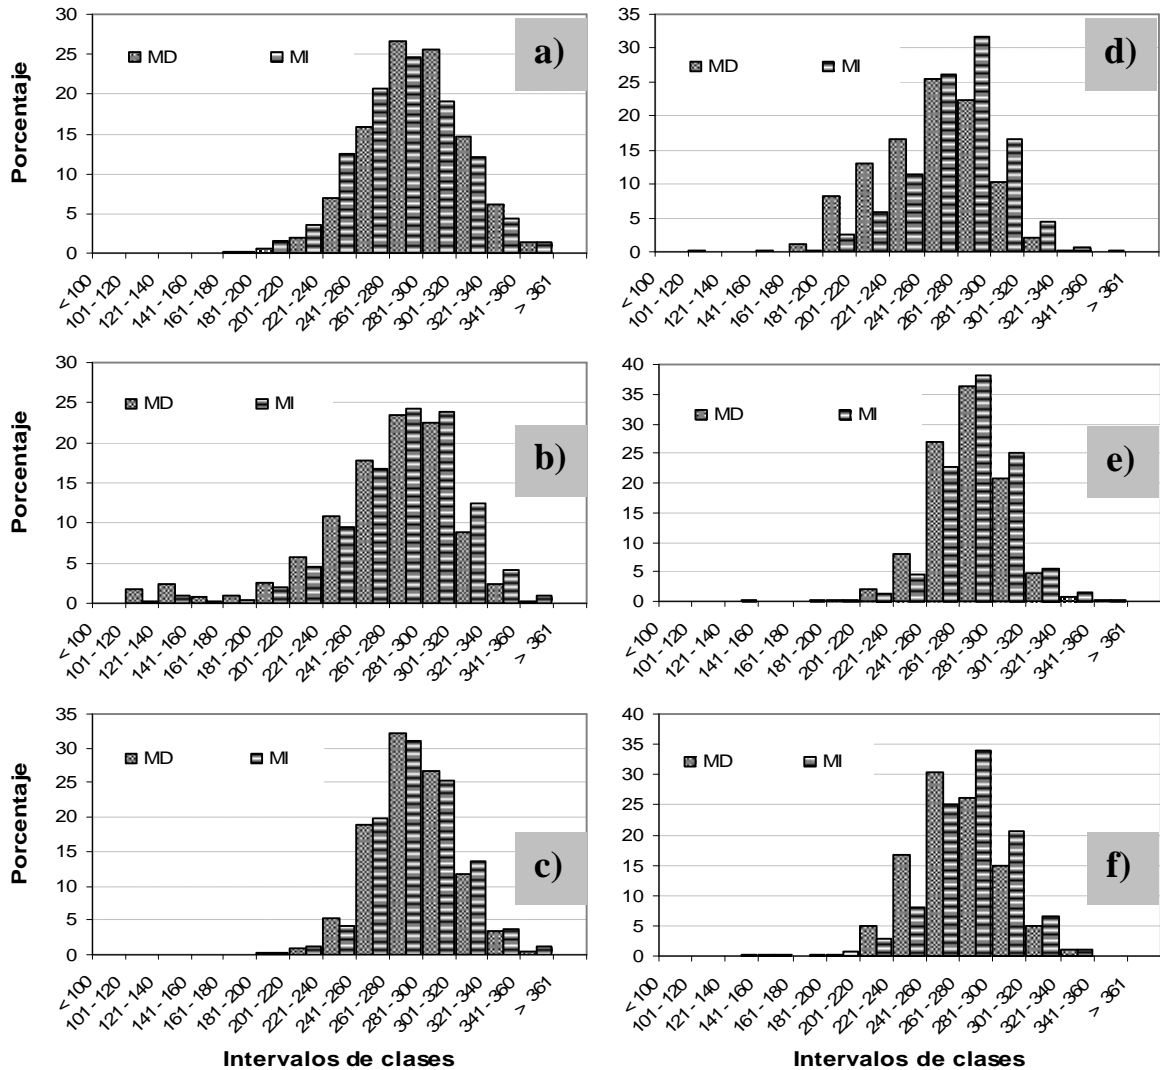 30
25
20
15
10
5
0
Porcentaje
MD
MI
a)
< 100
101 - 120
121 - 140
141 - 160
161 - 180
181 - 200
201 - 220
221 - 240
241 - 260
261 - 280
281 - 300
301 - 320
321 - 340
341 - 360
> 361
35
30
25
20
15
10
5
0
MD
MI
d)
< 100
101 - 120
121 - 140
141 - 160
161 - 180
181 - 200
201 - 220
221 - 240
241 - 260
261 - 280
281 - 300
301 - 320
321 - 340
341 - 360
> 361
30
25
20
15
10
5
0
Porcentaje
MD
MI
b)
< 100
101 - 120
121 - 140
141 - 160
161 - 180
181 - 200
201 - 220
221 - 240
241 - 260
261 - 280
281 - 300
301 - 320
321 - 340
341 - 360
> 361
40
35
30
25
20
15
10
5
0
MD
MI
e)
< 100
101 - 120
121 - 140
141 - 160
161 - 180
181 - 200
201 - 220
221 - 240
241 - 260
261 - 280
281 - 300
301 - 320
321 - 340
341 - 360
> 361
35
30
25
20
15
10
5
0
Porcentaje
MD
MI
c)
< 100
101 - 120
121 - 140
141 - 160
161 - 180
181 - 200
201 - 220
221 - 240
241 - 260
261 - 280
281 - 300
301 - 320
321 - 340
341 - 360
> 361
Intervalos de clases
40
35
30
25
20
15
10
5
0
MD
MI
f)
< 100
101 - 120
121 - 140
141 - 160
161 - 180
181 - 200
201 - 220
221 - 240
241 - 260
261 - 280
281 - 300
301 - 320
321 - 340
341 - 360
> 361
Intervalos de clases